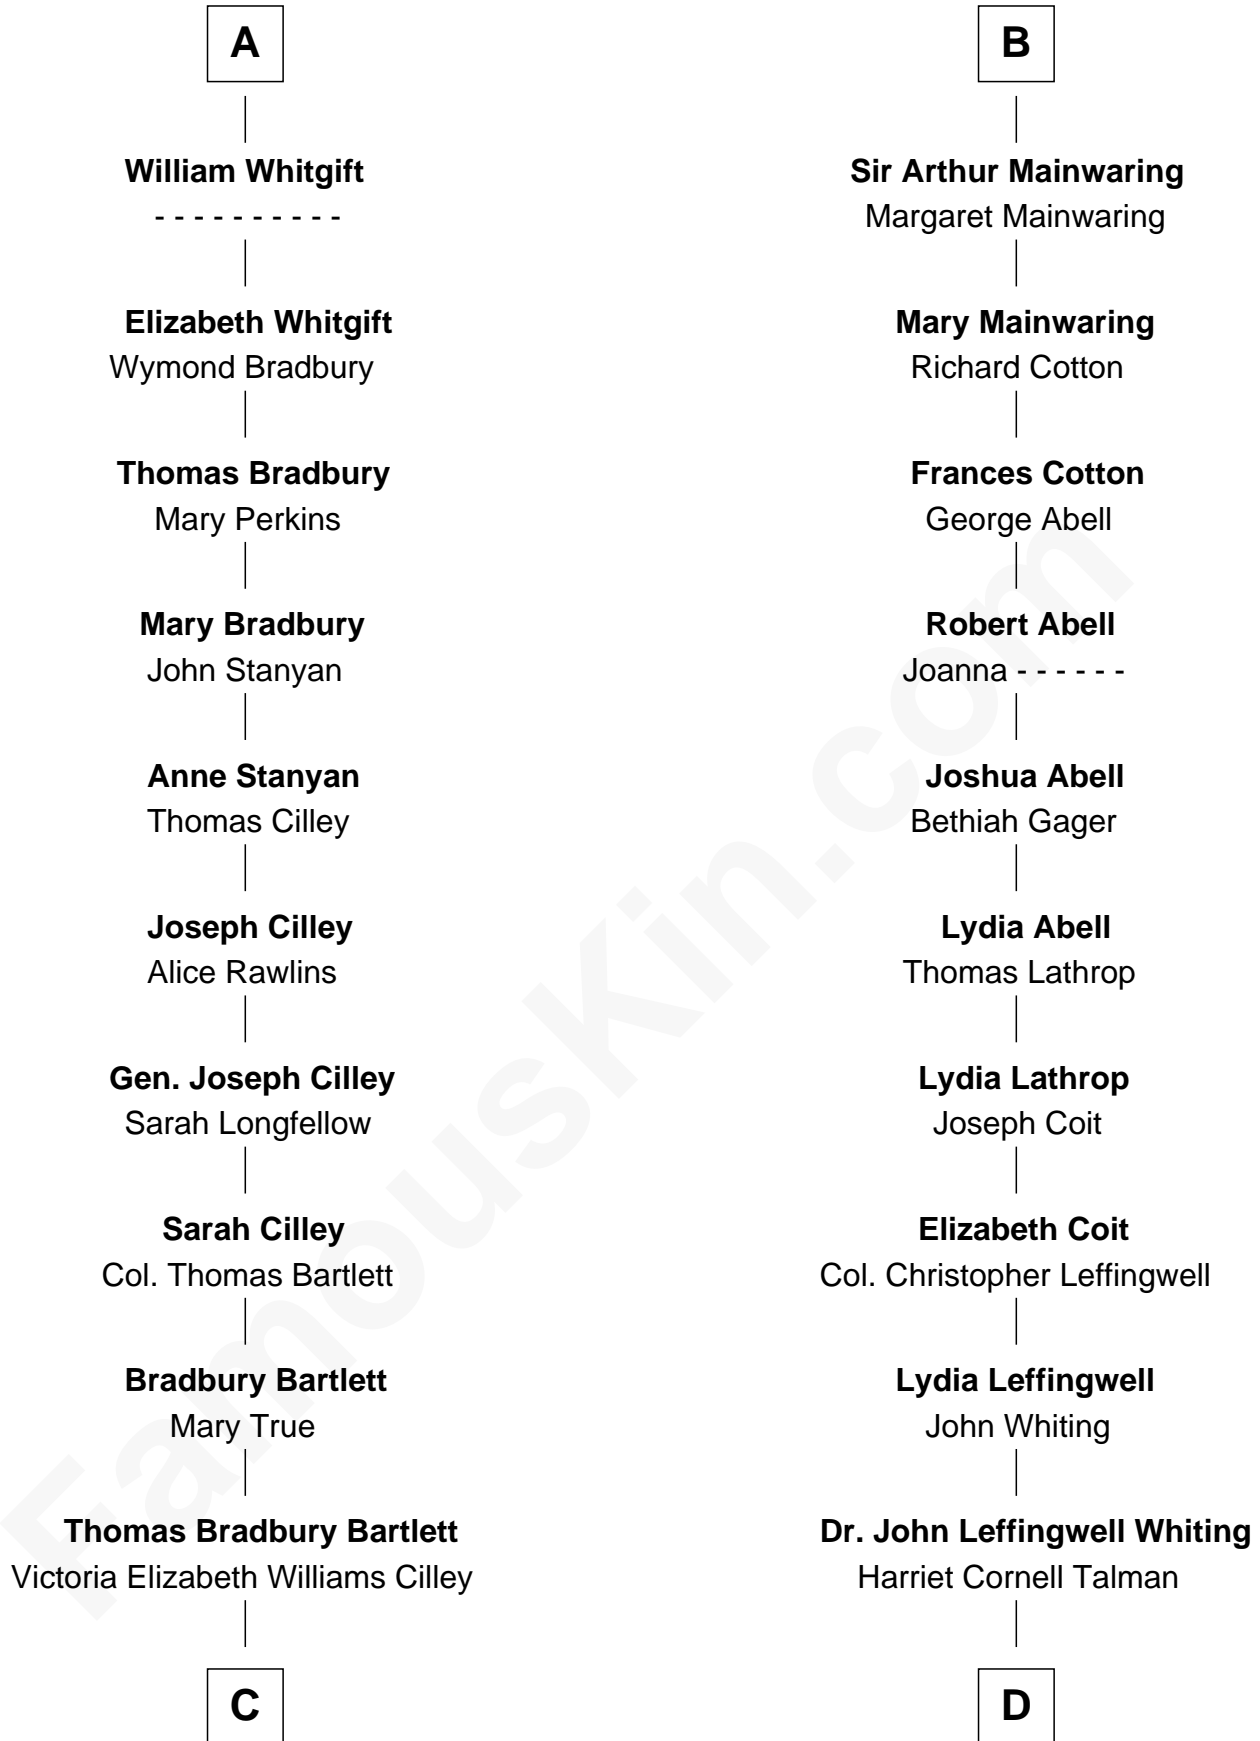 A
William Whitgift
- - - - - - - - - -
Elizabeth Whitgift
Wymond Bradbury
Thomas Bradbury
Mary Perkins
Mary Bradbury
John Stanyan
Anne Stanyan
Thomas Cilley
Joseph Cilley
Alice Rawlins
Gen. Joseph Cilley
Sarah Longfellow
Sarah Cilley
Col. Thomas Bartlett
Bradbury Bartlett
Mary True
Thomas Bradbury Bartlett
Victoria Elizabeth Williams Cilley
C
B
Sir Arthur Mainwaring
Margaret Mainwaring
Mary Mainwaring
Richard Cotton
Frances Cotton
George Abell
Robert Abell
Joanna - - - - - -
Joshua Abell
Bethiah Gager
Lydia Abell
Thomas Lathrop
Lydia Lathrop
Joseph Coit
Elizabeth Coit
Col. Christopher Leffingwell
Lydia Leffingwell
John Whiting
Dr. John Leffingwell Whiting
Harriet Cornell Talman
D
FamousKin.com